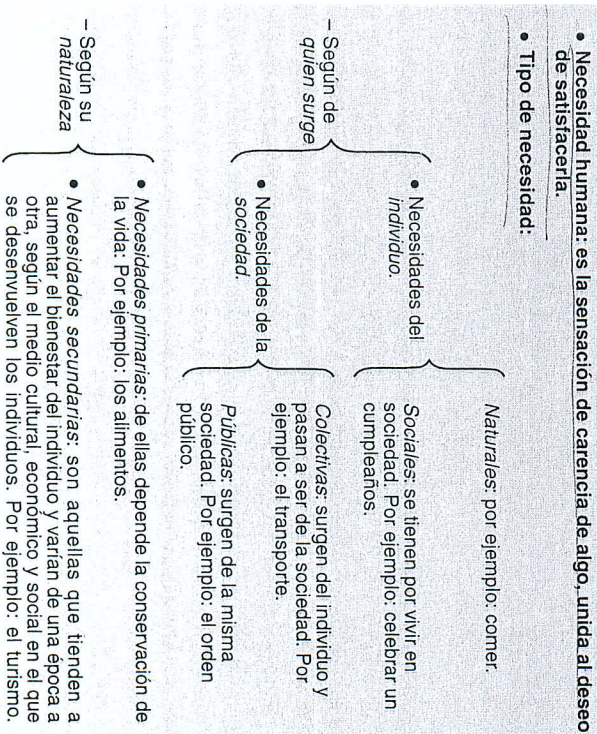 • Necesidad humana: es la sensación de carencia de algo, unida al deseo
de satisfacerla.
• Tipo de necesidad:
– Según de
quien surge
• Necesidades del
individuo.
Naturales: por ejemplo: comer.
Sociales: se tienen por vivir en
sociedad. Por ejemplo: celebrar un
cumpleaños.
• Necesidades de la
sociedad.
Colectivas: surgen del individuo y
pasan a ser de la sociedad. Por
ejemplo: el transporte.
Públicas: surgen de la misma
sociedad. Por ejemplo: el orden
público.
– Según su
naturaleza
• Necesidades primarias: de ellas depende la conservación de
la vida: Por ejemplo: los alimentos.
• Necesidades secundarias: son aquellas que tienden a
aumentar el bienestar del individuo y varían de una época a
otra, según el medio cultural, económico y social en el que
se desenvuelven los individuos. Por ejemplo: el turismo.